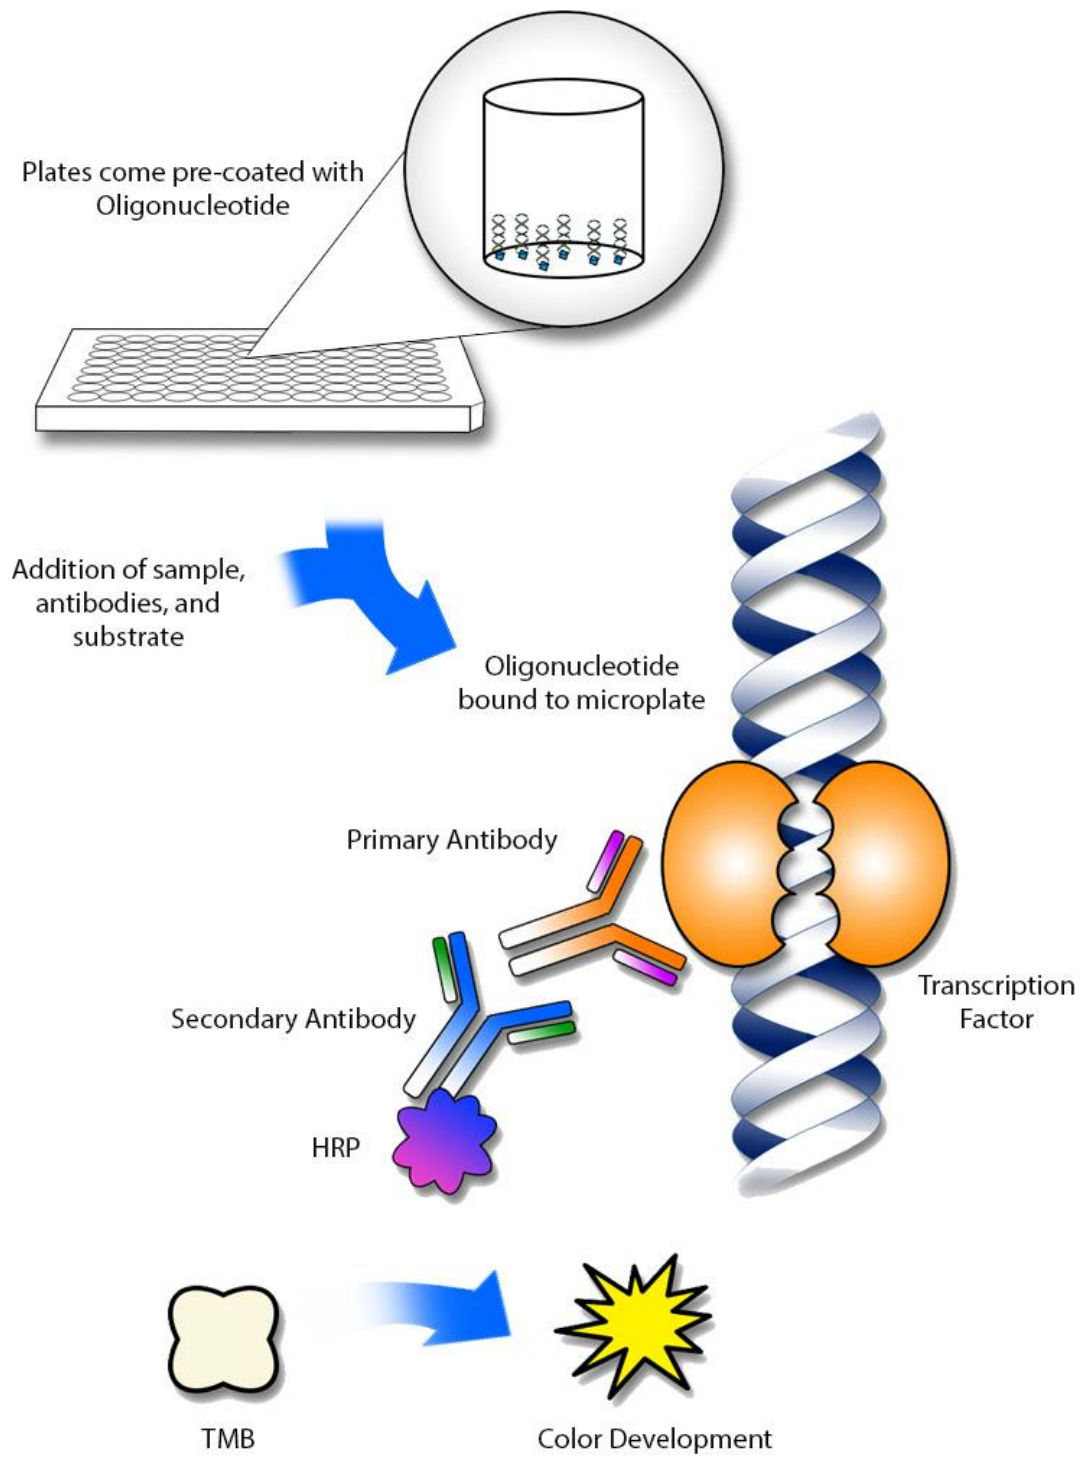 Plates come pre-coated with
Oligonucleotide
Addition of sample,
antibodies, and
substrate
Oligonucleotide
bound to microplate
Primary Antibody
Secondary Antibody
Transcription
Factor
HRP
TMB
Color Development